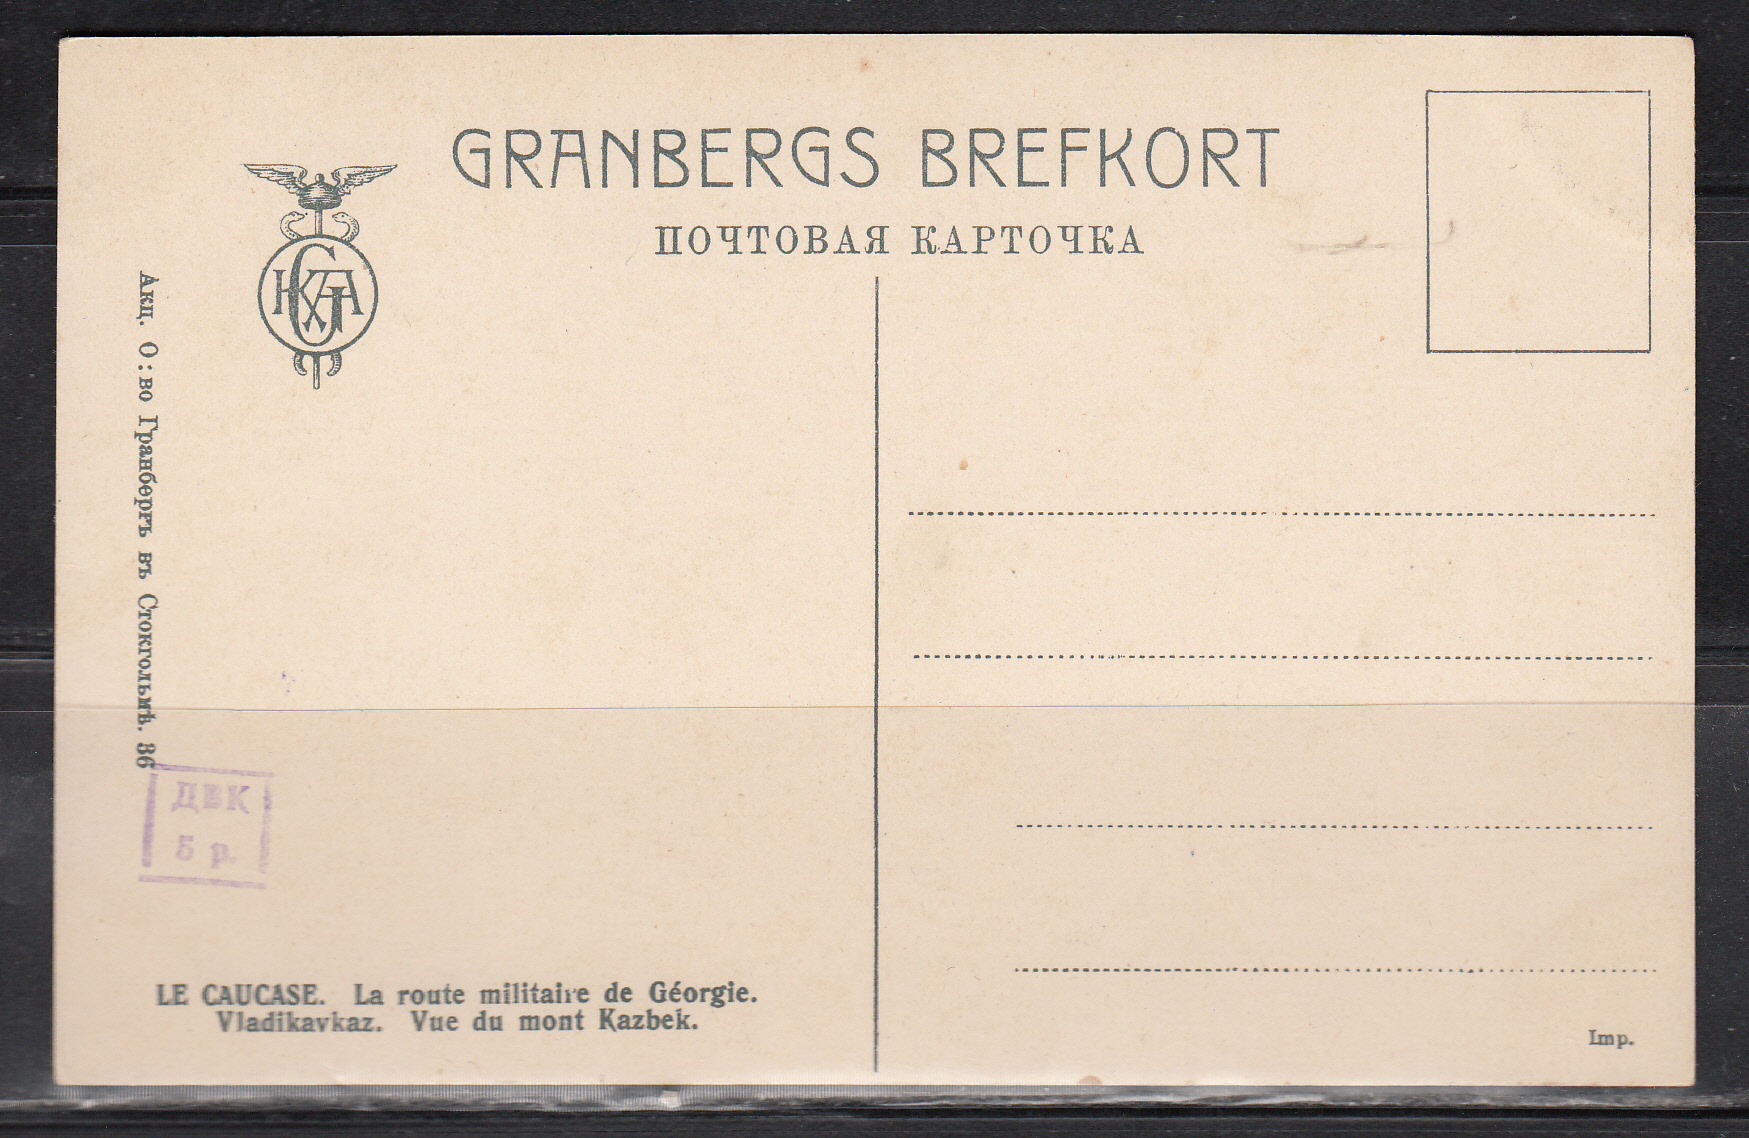 GRANBERGS BREFKORT
ПОЧТОВАЯ КАРТОЧКА
Акц. О:во Гранбергъ въ Стокгольмѣ. 36
ДВК
5 р.
LE CAUCASE. La route militaire de Géorgie.
Vladikavkaz. Vue du mont Kazbek.
Imp.